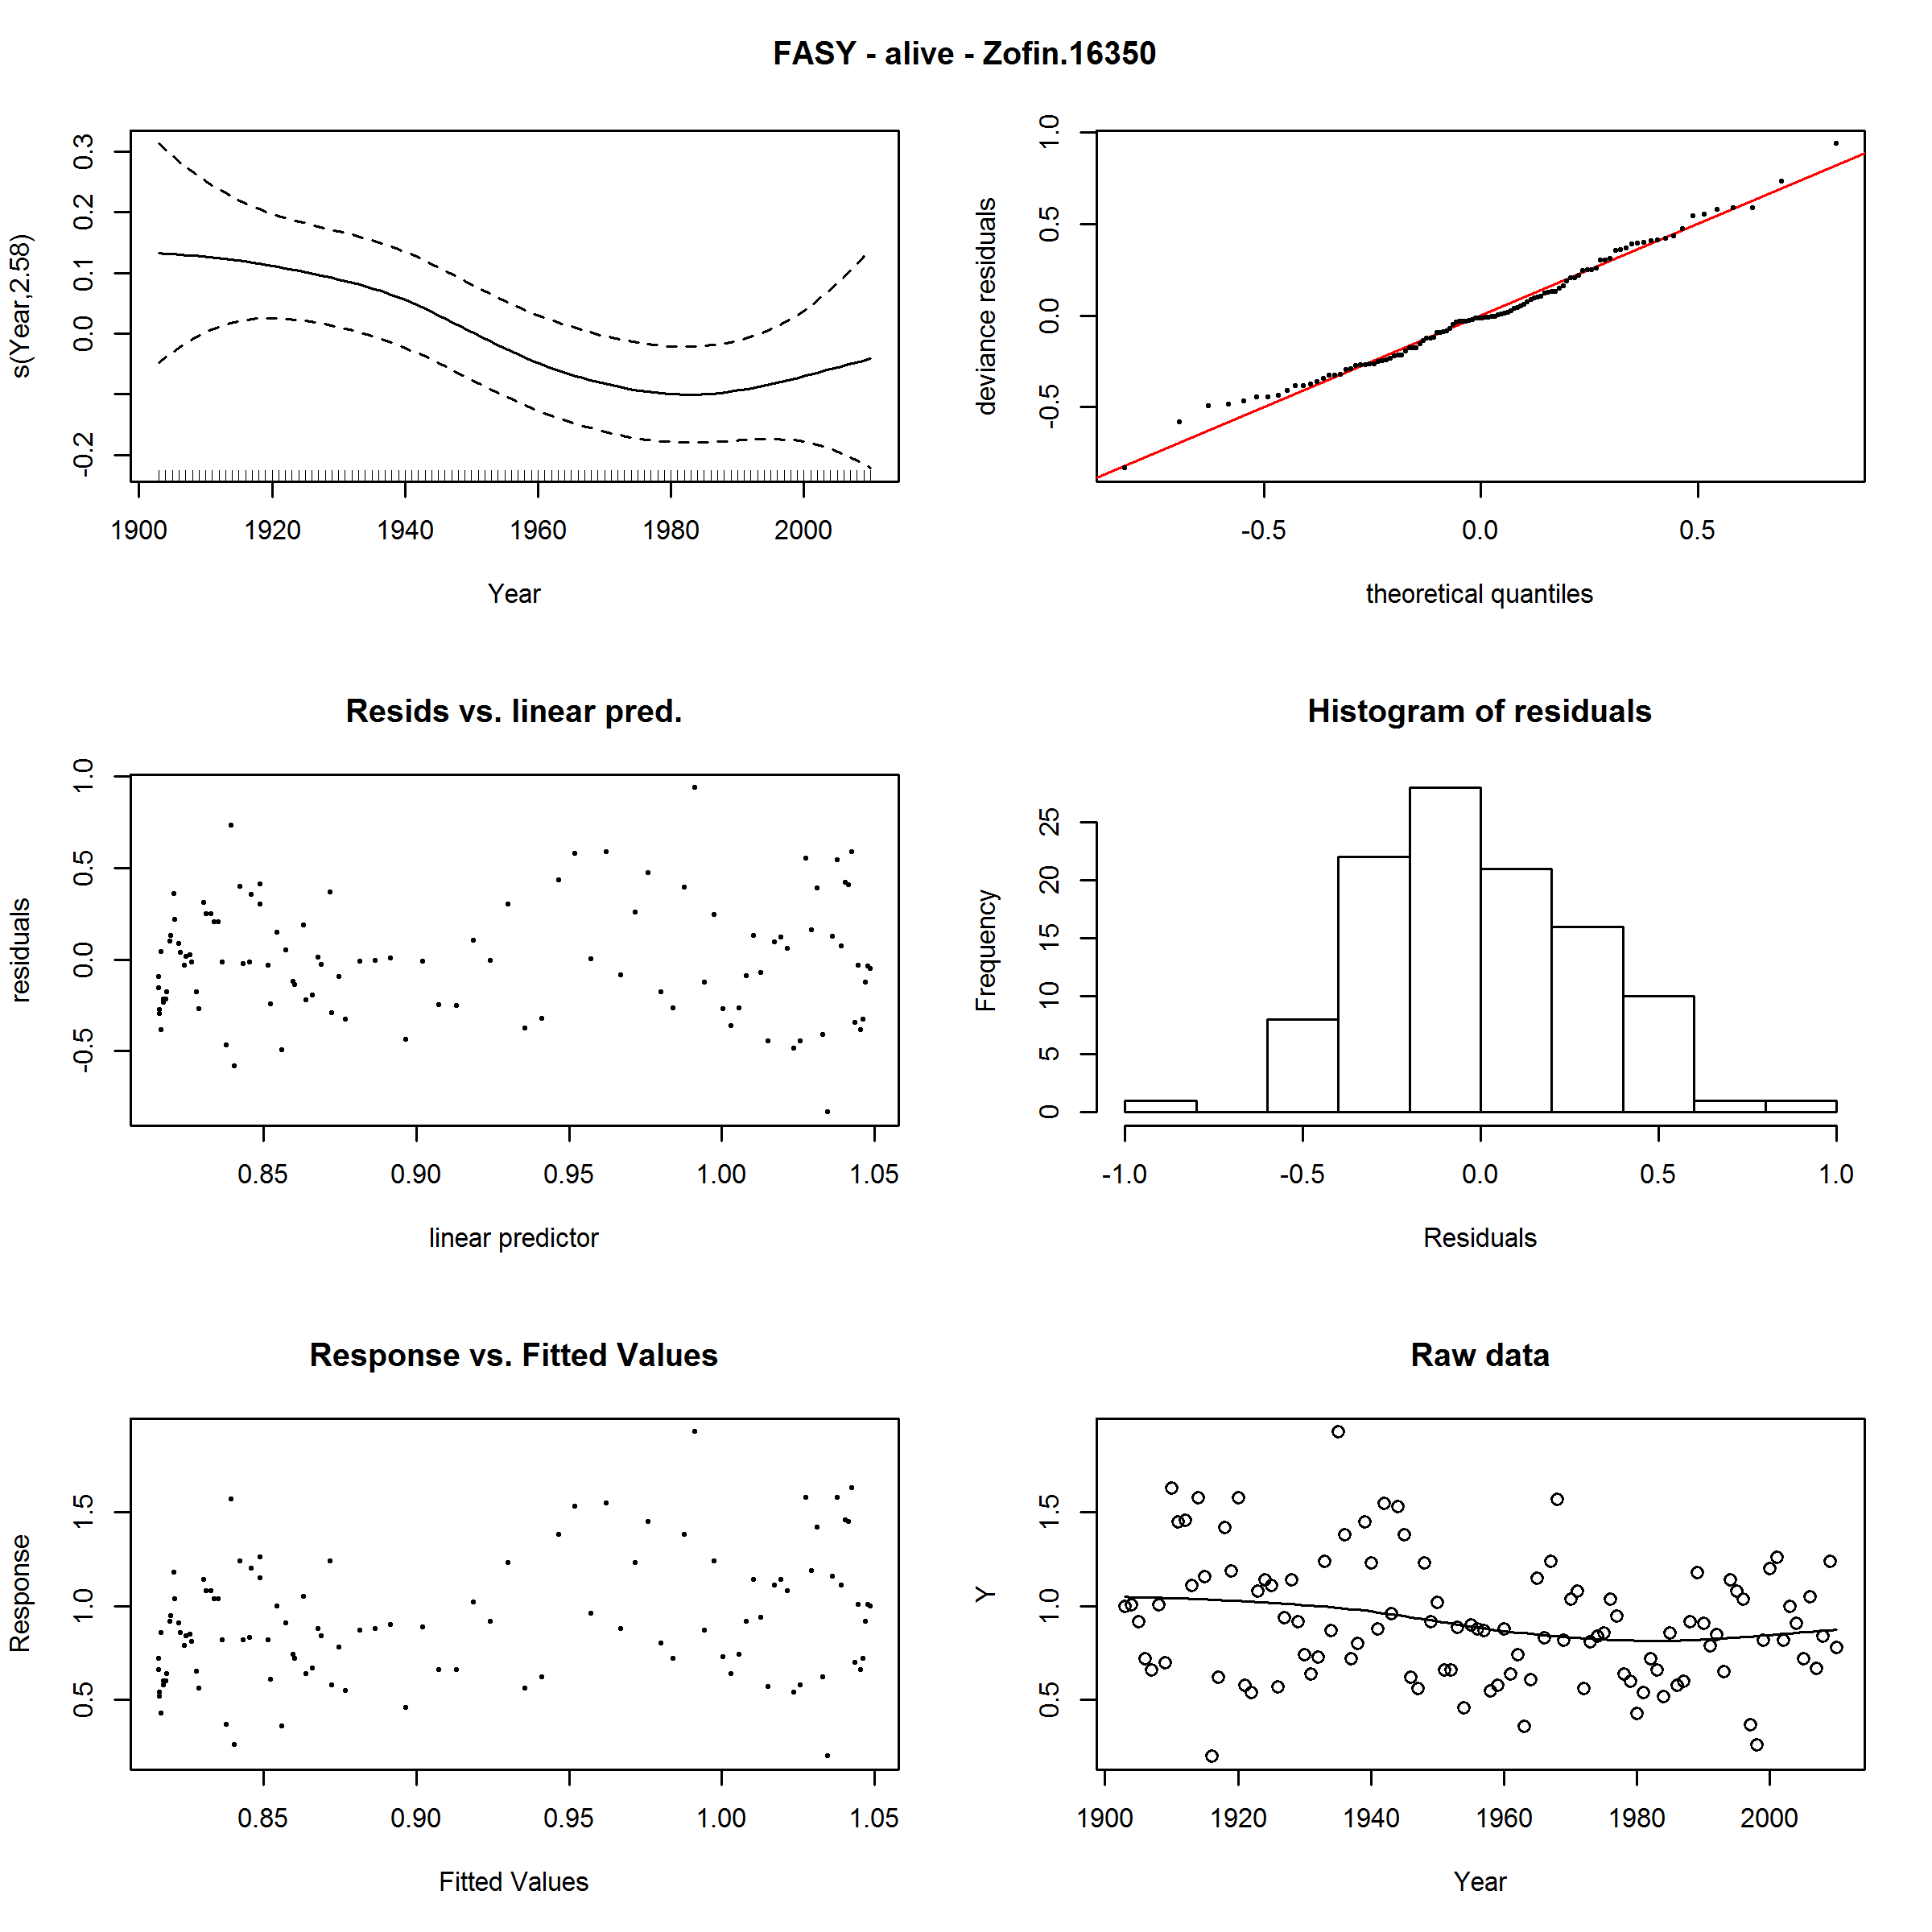 FASY - alive - Zofin.16350
s(Year,2.58)
0.3
0.2
0.1
0.0
-0.2
1900 1920 1940 1960 1980 2000
Year
deviance residuals
1.0
0.5
0.0
-0.5
-0.5 0.0 0.5
theoretical quantiles
Resids vs. linear pred.
residuals
1.0
0.5
0.0
-0.5
0.85 0.90 0.95 1.00 1.05
linear predictor
Histogram of residuals
Frequency
25
20
15
10
5
0
-1.0 -0.5 0.0 0.5 1.0
Residuals
Response vs. Fitted Values
Response
1.5
1.0
0.5
0.85 0.90 0.95 1.00 1.05
Fitted Values
Raw data
Y
1.5
1.0
0.5
1900 1920 1940 1960 1980 2000
Year